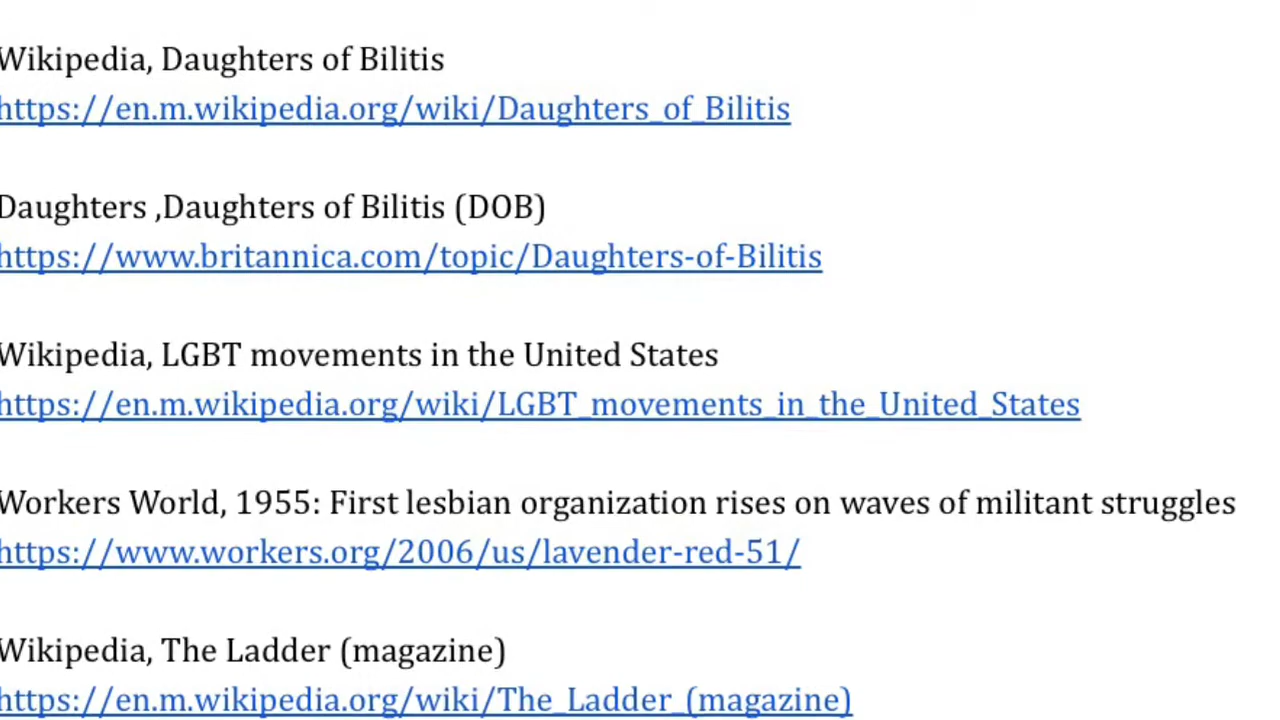 Wikipedia, Daughters of Bilitis
https://en.m.wikipedia.org/wiki/Daughters_of_Bilitis
Daughters ,Daughters of Bilitis (DOB)
https://www.britannica.com/topic/Daughters-of-Bilitis
Wikipedia, LGBT movements in the United States
https://en.m.wikipedia.org/wiki/LGBT_movements_in_the_United_States
Workers World, 1955: First lesbian organization rises on waves of militant struggles
https://www.workers.org/2006/us/lavender-red-51/
Wikipedia, The Ladder (magazine)
https://en.m.wikipedia.org/wiki/The_Ladder_(magazine)